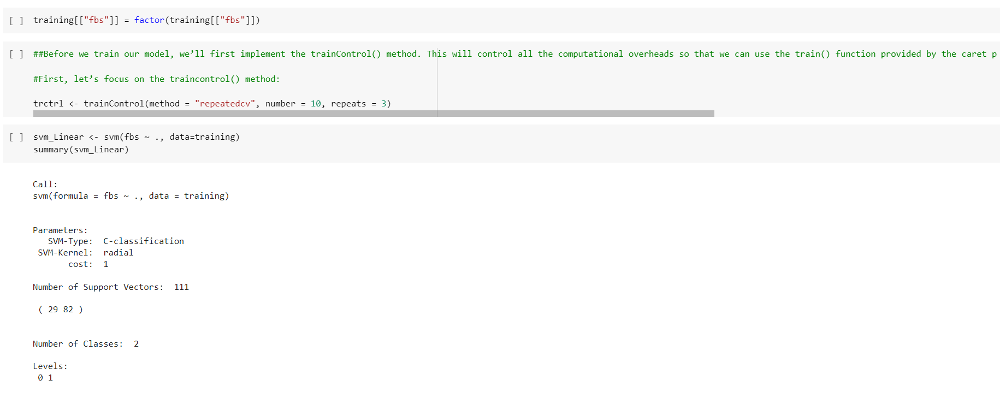 [ ] training[["fbs"]] = factor(training[["fbs"]])
[ ] ##Before we train our model, we’ll first implement the trainControl() method. This will control all the computational overheads so that we can use the train() function provided by the caret p
#First, let’s focus on the traincontrol() method:
trctrl <- trainControl(method = "repeatedcv", number = 10, repeats = 3)
[ ] svm_Linear <- svm(fbs ~ ., data=training)
summary(svm_Linear)
Call:
svm(formula = fbs ~ ., data = training)
Parameters:
SVM-Type: C-classification
SVM-Kernel: radial
cost: 1
Number of Support Vectors: 111
( 29 82 )
Number of Classes: 2
Levels:
0 1